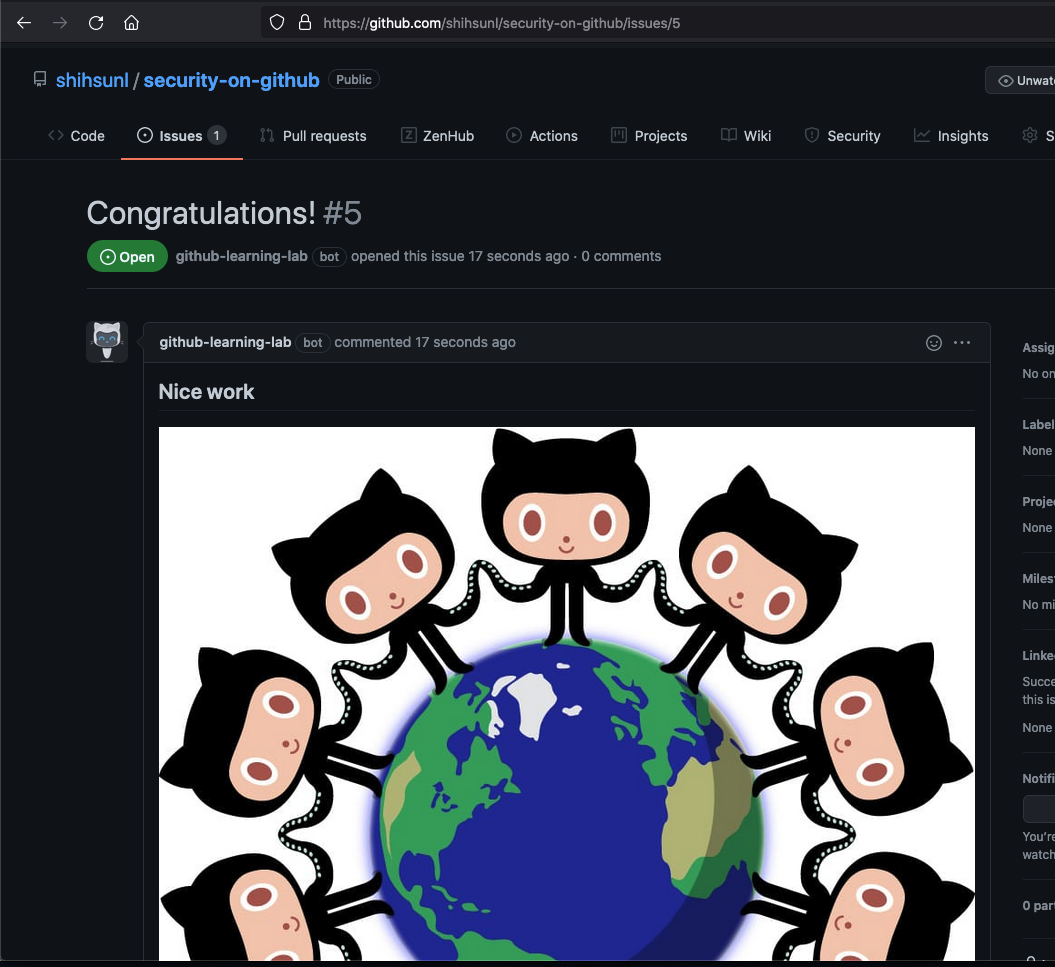 https://github.com/shihsunl/security-on-github/issues/5
shihsunl / security-on-github Public
Unwat
Code Issues 1 Pull requests ZenHub Actions Projects Wiki Security Insights S
Congratulations! #5
Open github-learning-lab bot opened this issue 17 seconds ago · 0 comments
github-learning-lab bot commented 17 seconds ago
Nice work
Assig
No on
Label
None
Projec
None
Milest
No mi
Linke
Succe
this is
None
Notifi
You're
watch
0 part